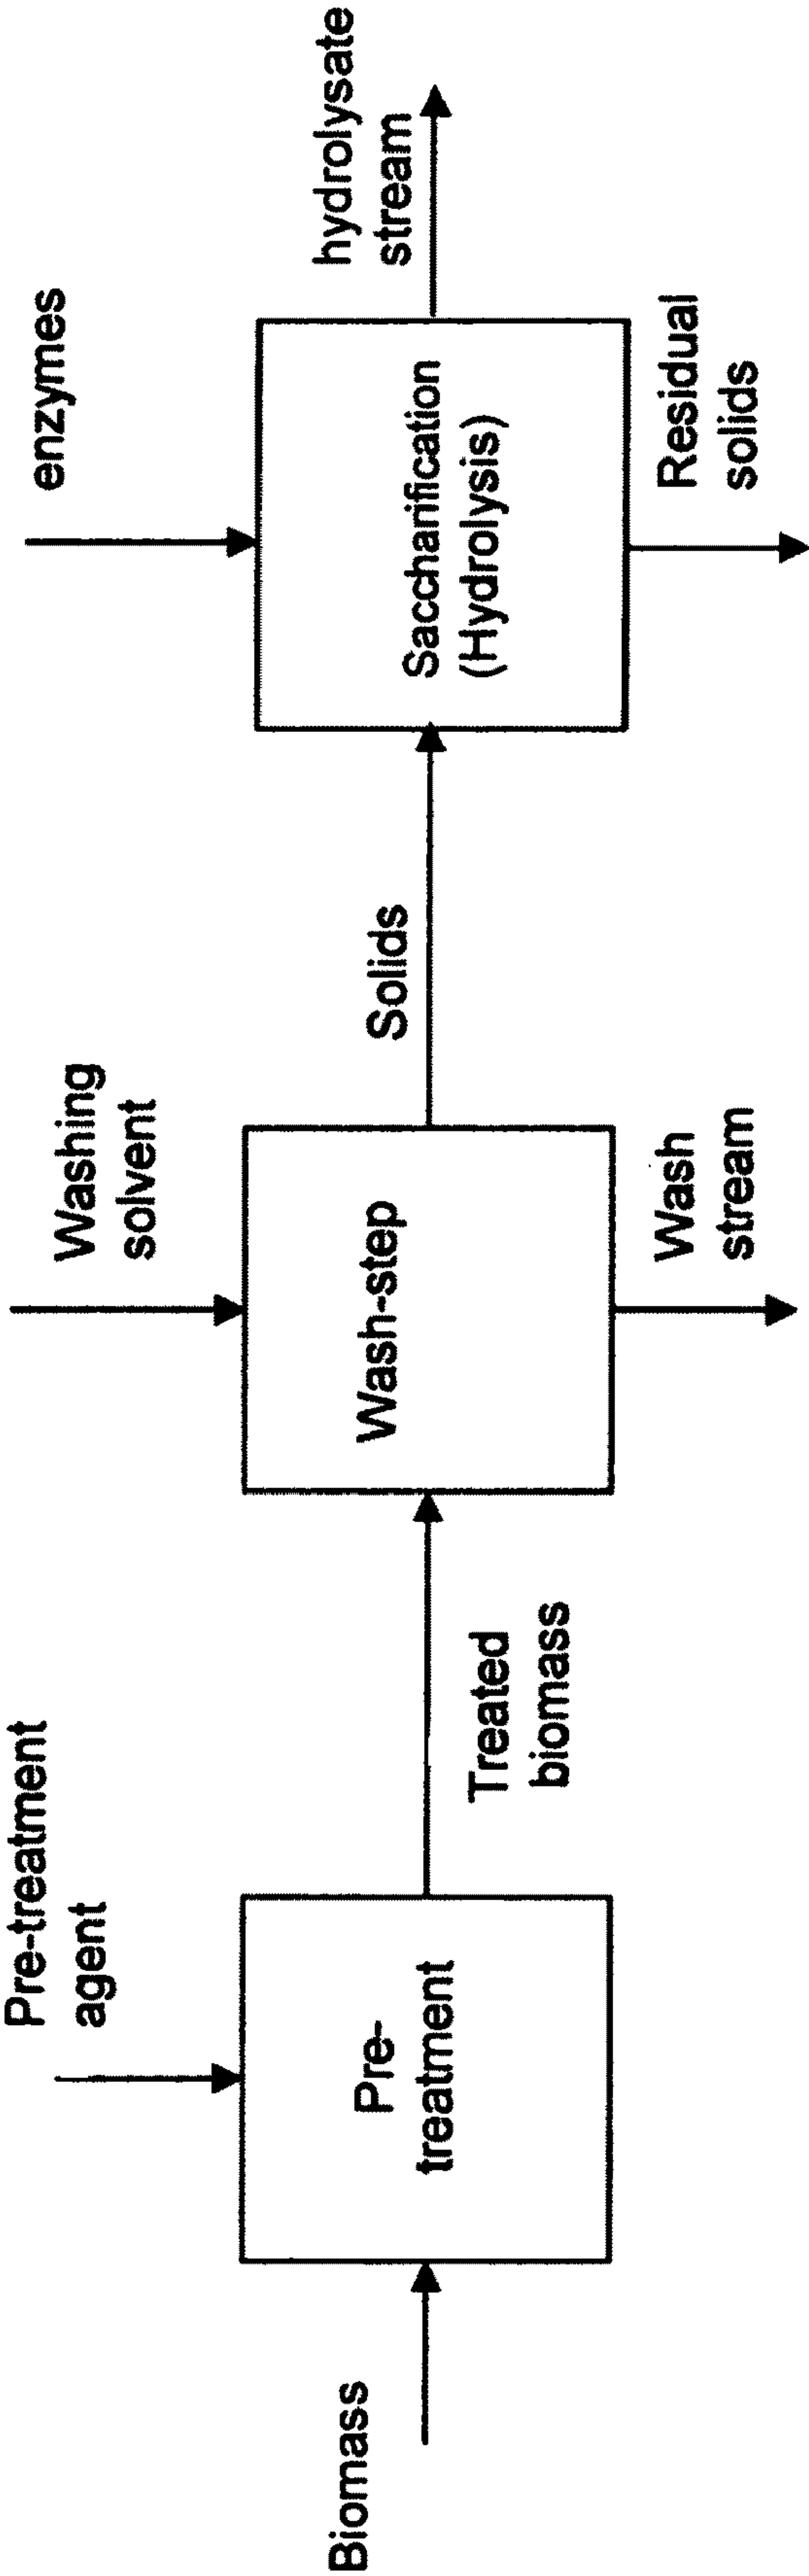 Biomass
Pre-treatment
agent
Pre-
treatment
Treated
biomass
Washing
solvent
Wash-step
Wash
stream
Solids
enzymes
Saccharification
(Hydrolysis)
Residual
solids
hydrolysate
stream